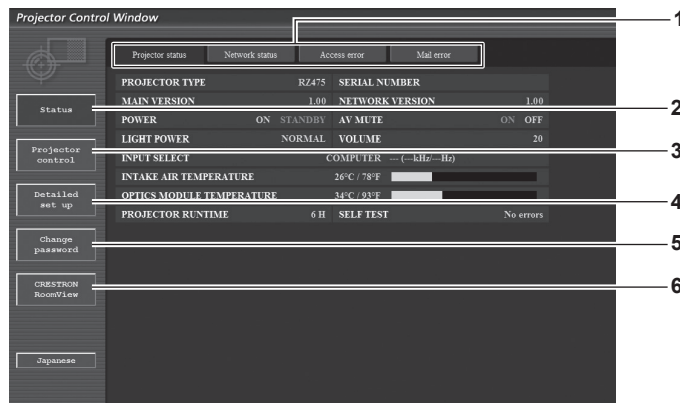 Projector Control Window
1
Projector status Network status Access error Mail error
PROJECTOR TYPE RZ475 SERIAL NUMBER
MAIN VERSION 1.00 NETWORK VERSION 1.00
POWER ON STANDBY AV MUTE ON OFF
LIGHT POWER NORMAL VOLUME 20
INPUT SELECT COMPUTER --- (---kHz/---Hz)
INTAKE AIR TEMPERATURE 26°C / 78°F
OPTICS MODULE TEMPERATURE 34°C / 93°F
PROJECTOR RUNTIME 6 H SELF TEST No errors
Status
2
Projector
control
3
Detailed
set up
4
Change
password
5
CRESTRON
RoomView
6
Japanese